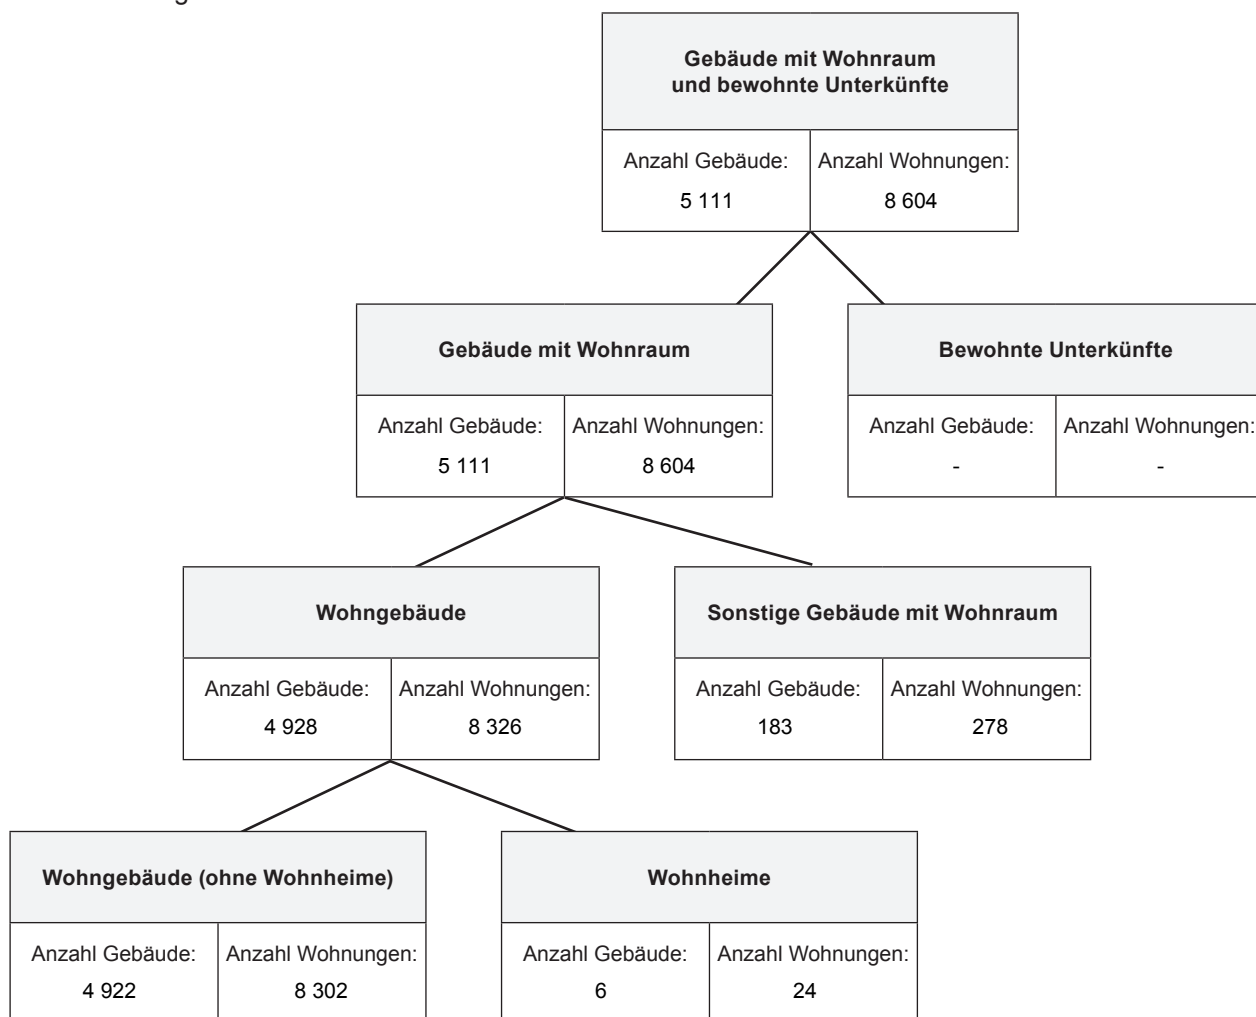 Gebäude mit Wohnraum
und bewohnte Unterkünfte
Anzahl Gebäude: Anzahl Wohnungen:
5 111 8 604
Gebäude mit Wohnraum Bewohnte Unterkünfte
Anzahl Gebäude: Anzahl Wohnungen: Anzahl Gebäude: Anzahl Wohnungen:
5 111 8 604 - -
Wohngebäude Sonstige Gebäude mit Wohnraum
Anzahl Gebäude: Anzahl Wohnungen: Anzahl Gebäude: Anzahl Wohnungen:
4 928 8 326 183 278
Wohngebäude (ohne Wohnheime) Wohnheime
Anzahl Gebäude: Anzahl Wohnungen: Anzahl Gebäude: Anzahl Wohnungen:
4 922 8 302 6 24